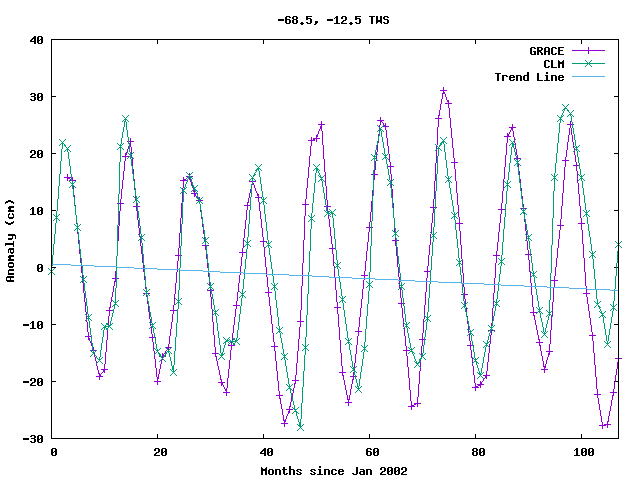 -68.5, -12.5 TWS
GRACE
CLM
Trend Line
40
30
20
10
0
-10
-20
-30
Anomaly (cm)
0 20 40 60 80 100
Months since Jan 2002